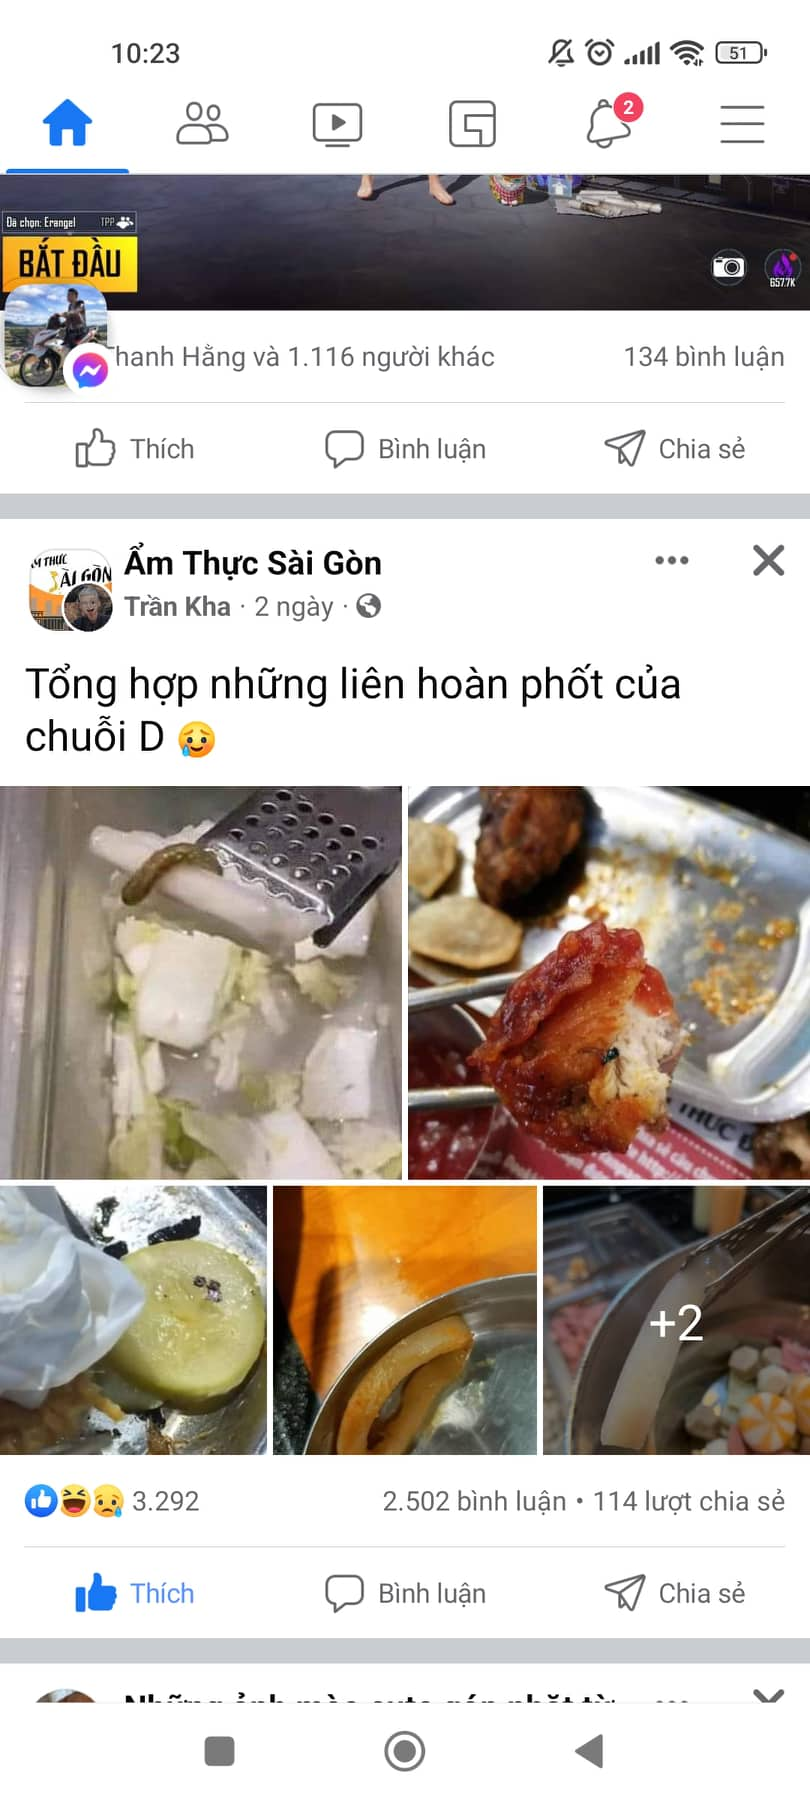 10:23
51
2
Đã chọn: Erangel TPP
BẮT ĐẦU
657.7K
Thanh Hằng và 1.116 người khác 134 bình luận
Thích Bình luận Chia sẻ
Ẩm Thực Sài Gòn
Trần Kha · 2 ngày ·
Tổng hợp những liên hoàn phốt của
chuỗi D
THỰC Đ
+2
3.292 2.502 bình luận • 114 lượt chia sẻ
Thích Bình luận Chia sẻ